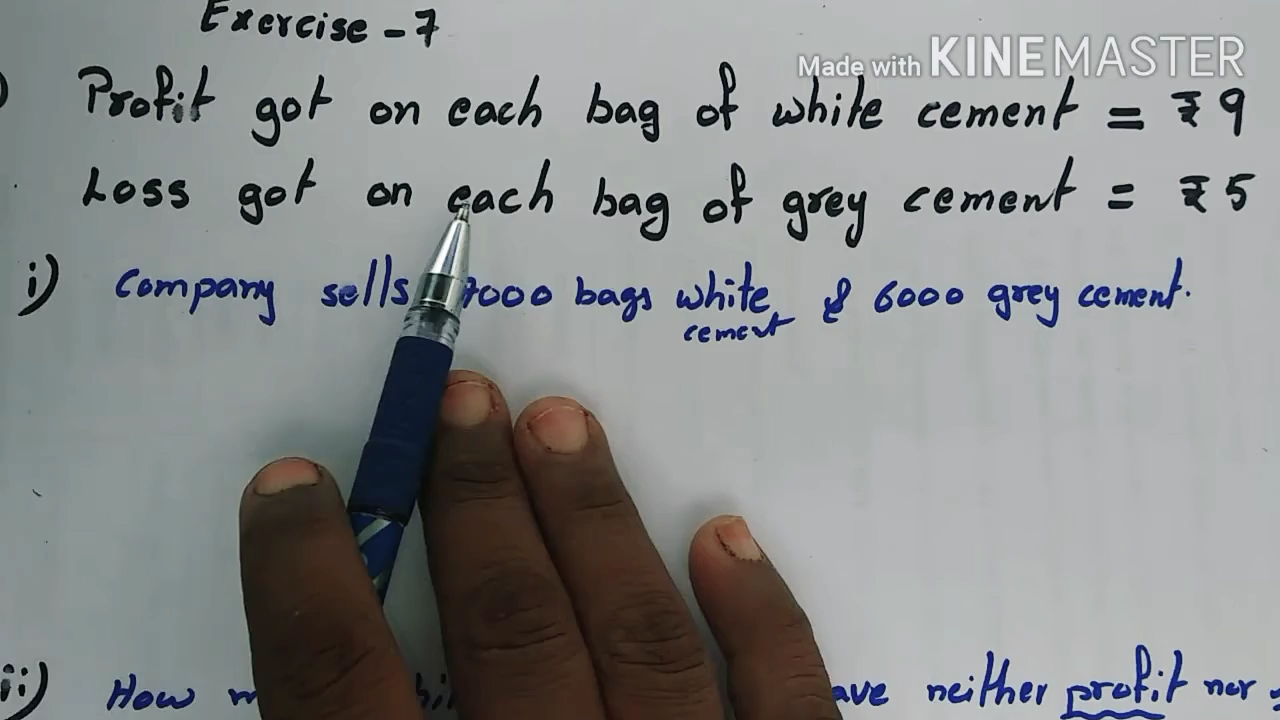 Exercise - 7
Made with KINEMASTER
) Profit got on each bag of white cement = ₹ 9
Loss got on each bag of grey cement = ₹ 5
i) Company sells 7000 bags white & 6000 grey cement.
cement
ii) How neither profit nor